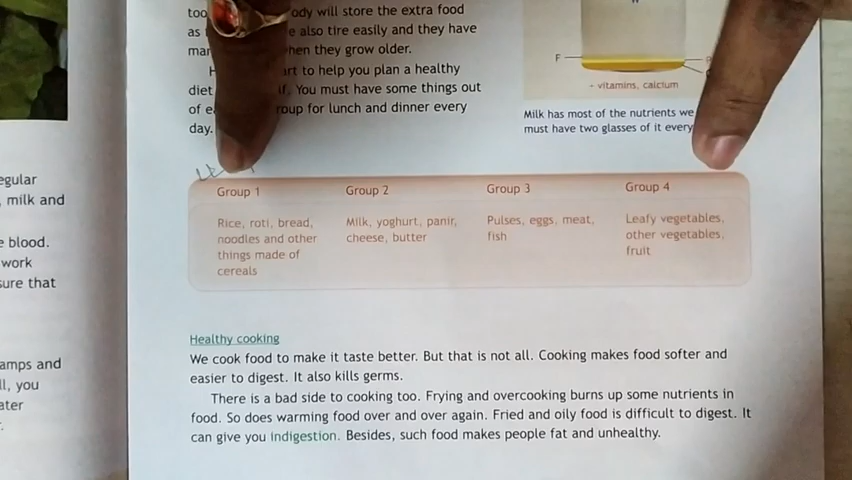 egular
, milk and
e blood.
work
sure that
amps and
ll, you
ater
too ody will store the extra food
as e also tire easily and they have
mar hen they grow older.
H art to help you plan a healthy
diet lf. You must have some things out
of e roup for lunch and dinner every
day.
F
- vitamins, calcium
Milk has most of the nutrients we
must have two glasses of it every
Group 1 Group 2 Group 3 Group 4
Rice, roti, bread, Milk, yoghurt, panir, Pulses, eggs, meat, Leafy vegetables,
noodles and other cheese, butter fish other vegetables,
things made of fruit
cereals
Healthy cooking
We cook food to make it taste better. But that is not all. Cooking makes food softer and
easier to digest. It also kills germs.
There is a bad side to cooking too. Frying and overcooking burns up some nutrients in
food. So does warming food over and over again. Fried and oily food is difficult to digest. It
can give you indigestion. Besides, such food makes people fat and unhealthy.